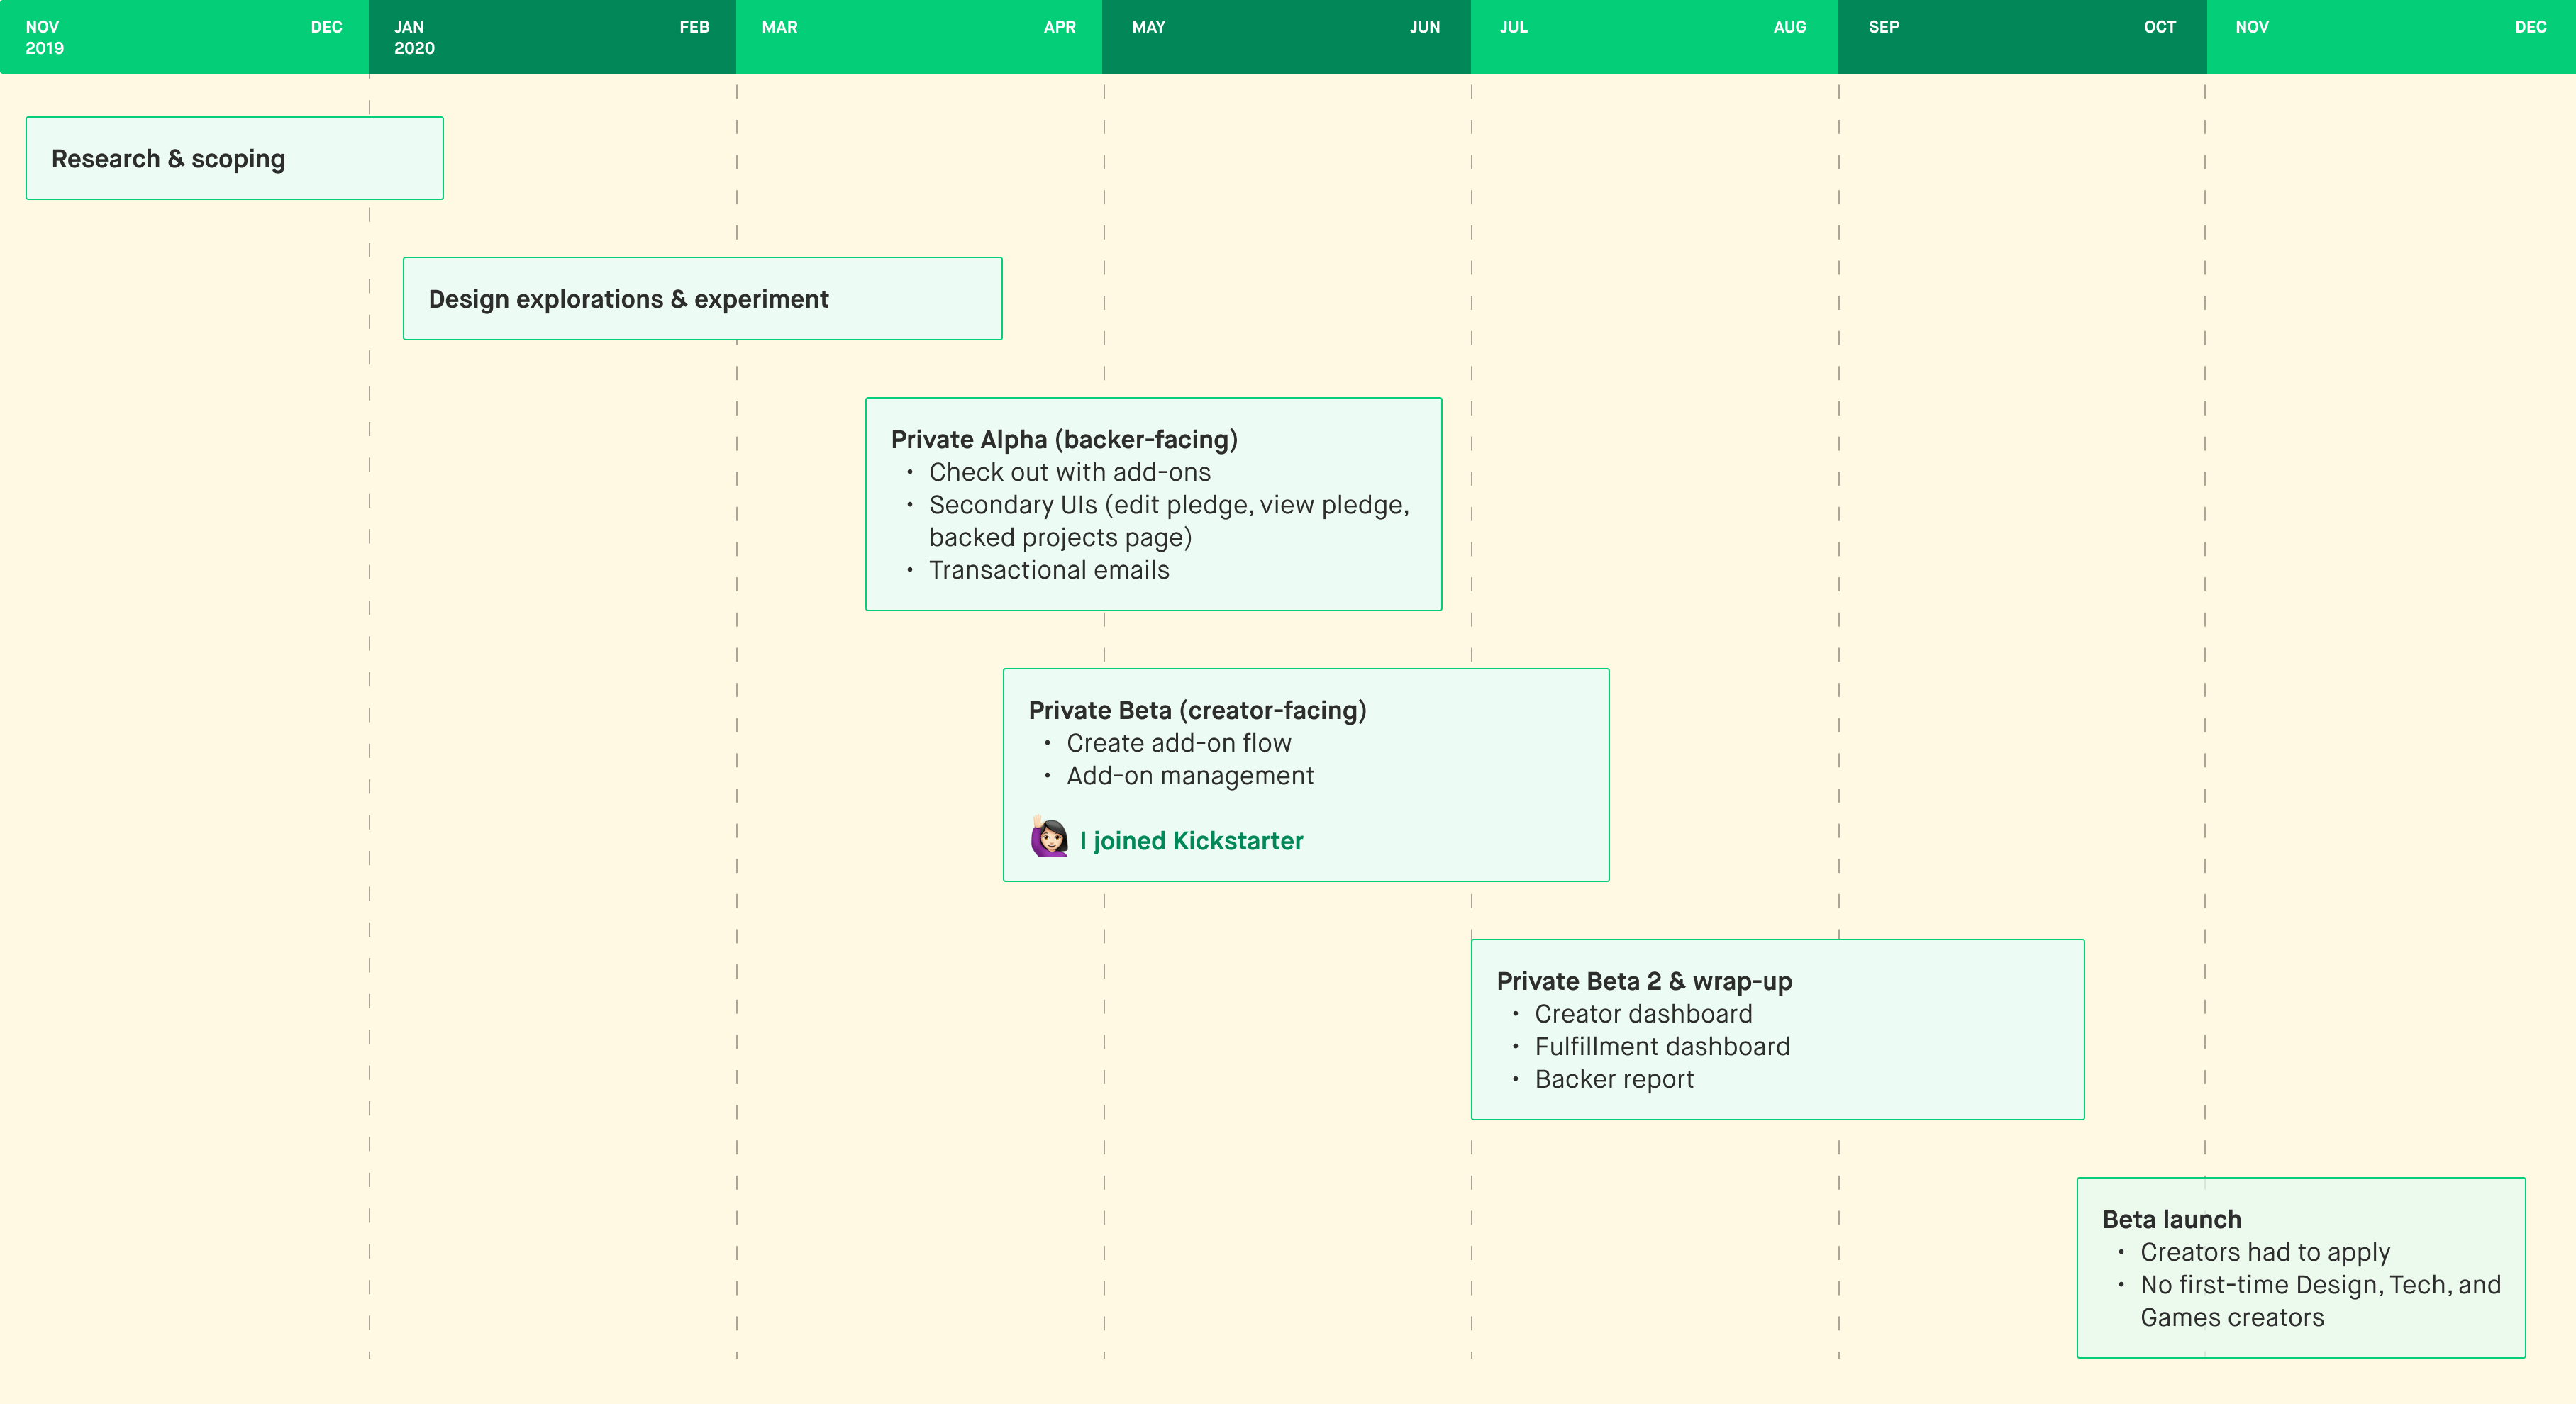 NOV DEC JAN FEB MAR APR MAY JUN JUL AUG SEP OCT NOV DEC
2019 2020
Research & scoping
Design explorations & experiment
Private Alpha (backer-facing)
• Check out with add-ons
• Secondary UIs (edit pledge, view pledge,
backed projects page)
• Transactional emails
Private Beta (creator-facing)
• Create add-on flow
• Add-on management
I joined Kickstarter
Private Beta 2 & wrap-up
• Creator dashboard
• Fulfillment dashboard
• Backer report
Beta launch
• Creators had to apply
• No first-time Design, Tech, and
Games creators